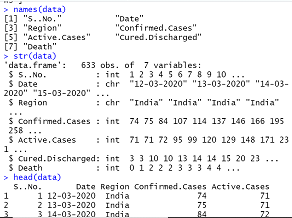 > names(data)
[1] "S..No." "Date"
[3] "Region" "Confirmed.Cases"
[5] "Active.Cases" "Cured.Discharged"
[7] "Death"
> str(data)
'data.frame': 633 obs. of 7 variables:
$ S..No. : int 1 2 3 4 5 6 7 8 9 10 ...
$ Date : chr "12-03-2020" "13-03-2020" "14-03-
2020" "15-03-2020" ...
$ Region : chr "India" "India" "India" "India"
...
$ Confirmed.Cases : int 74 75 84 107 114 137 146 166 195
258 ...
$ Active.Cases : int 71 71 72 95 99 120 129 148 171 23
1 ...
$ Cured.Discharged: int 3 3 10 10 13 14 14 15 20 23 ...
$ Death : int 0 1 2 2 2 3 3 3 4 4 ...
> head(data)
S..No. Date Region Confirmed.Cases Active.Cases
1 1 12-03-2020 India 74 71
2 2 13-03-2020 India 75 71
3 3 14-03-2020 India 84 72